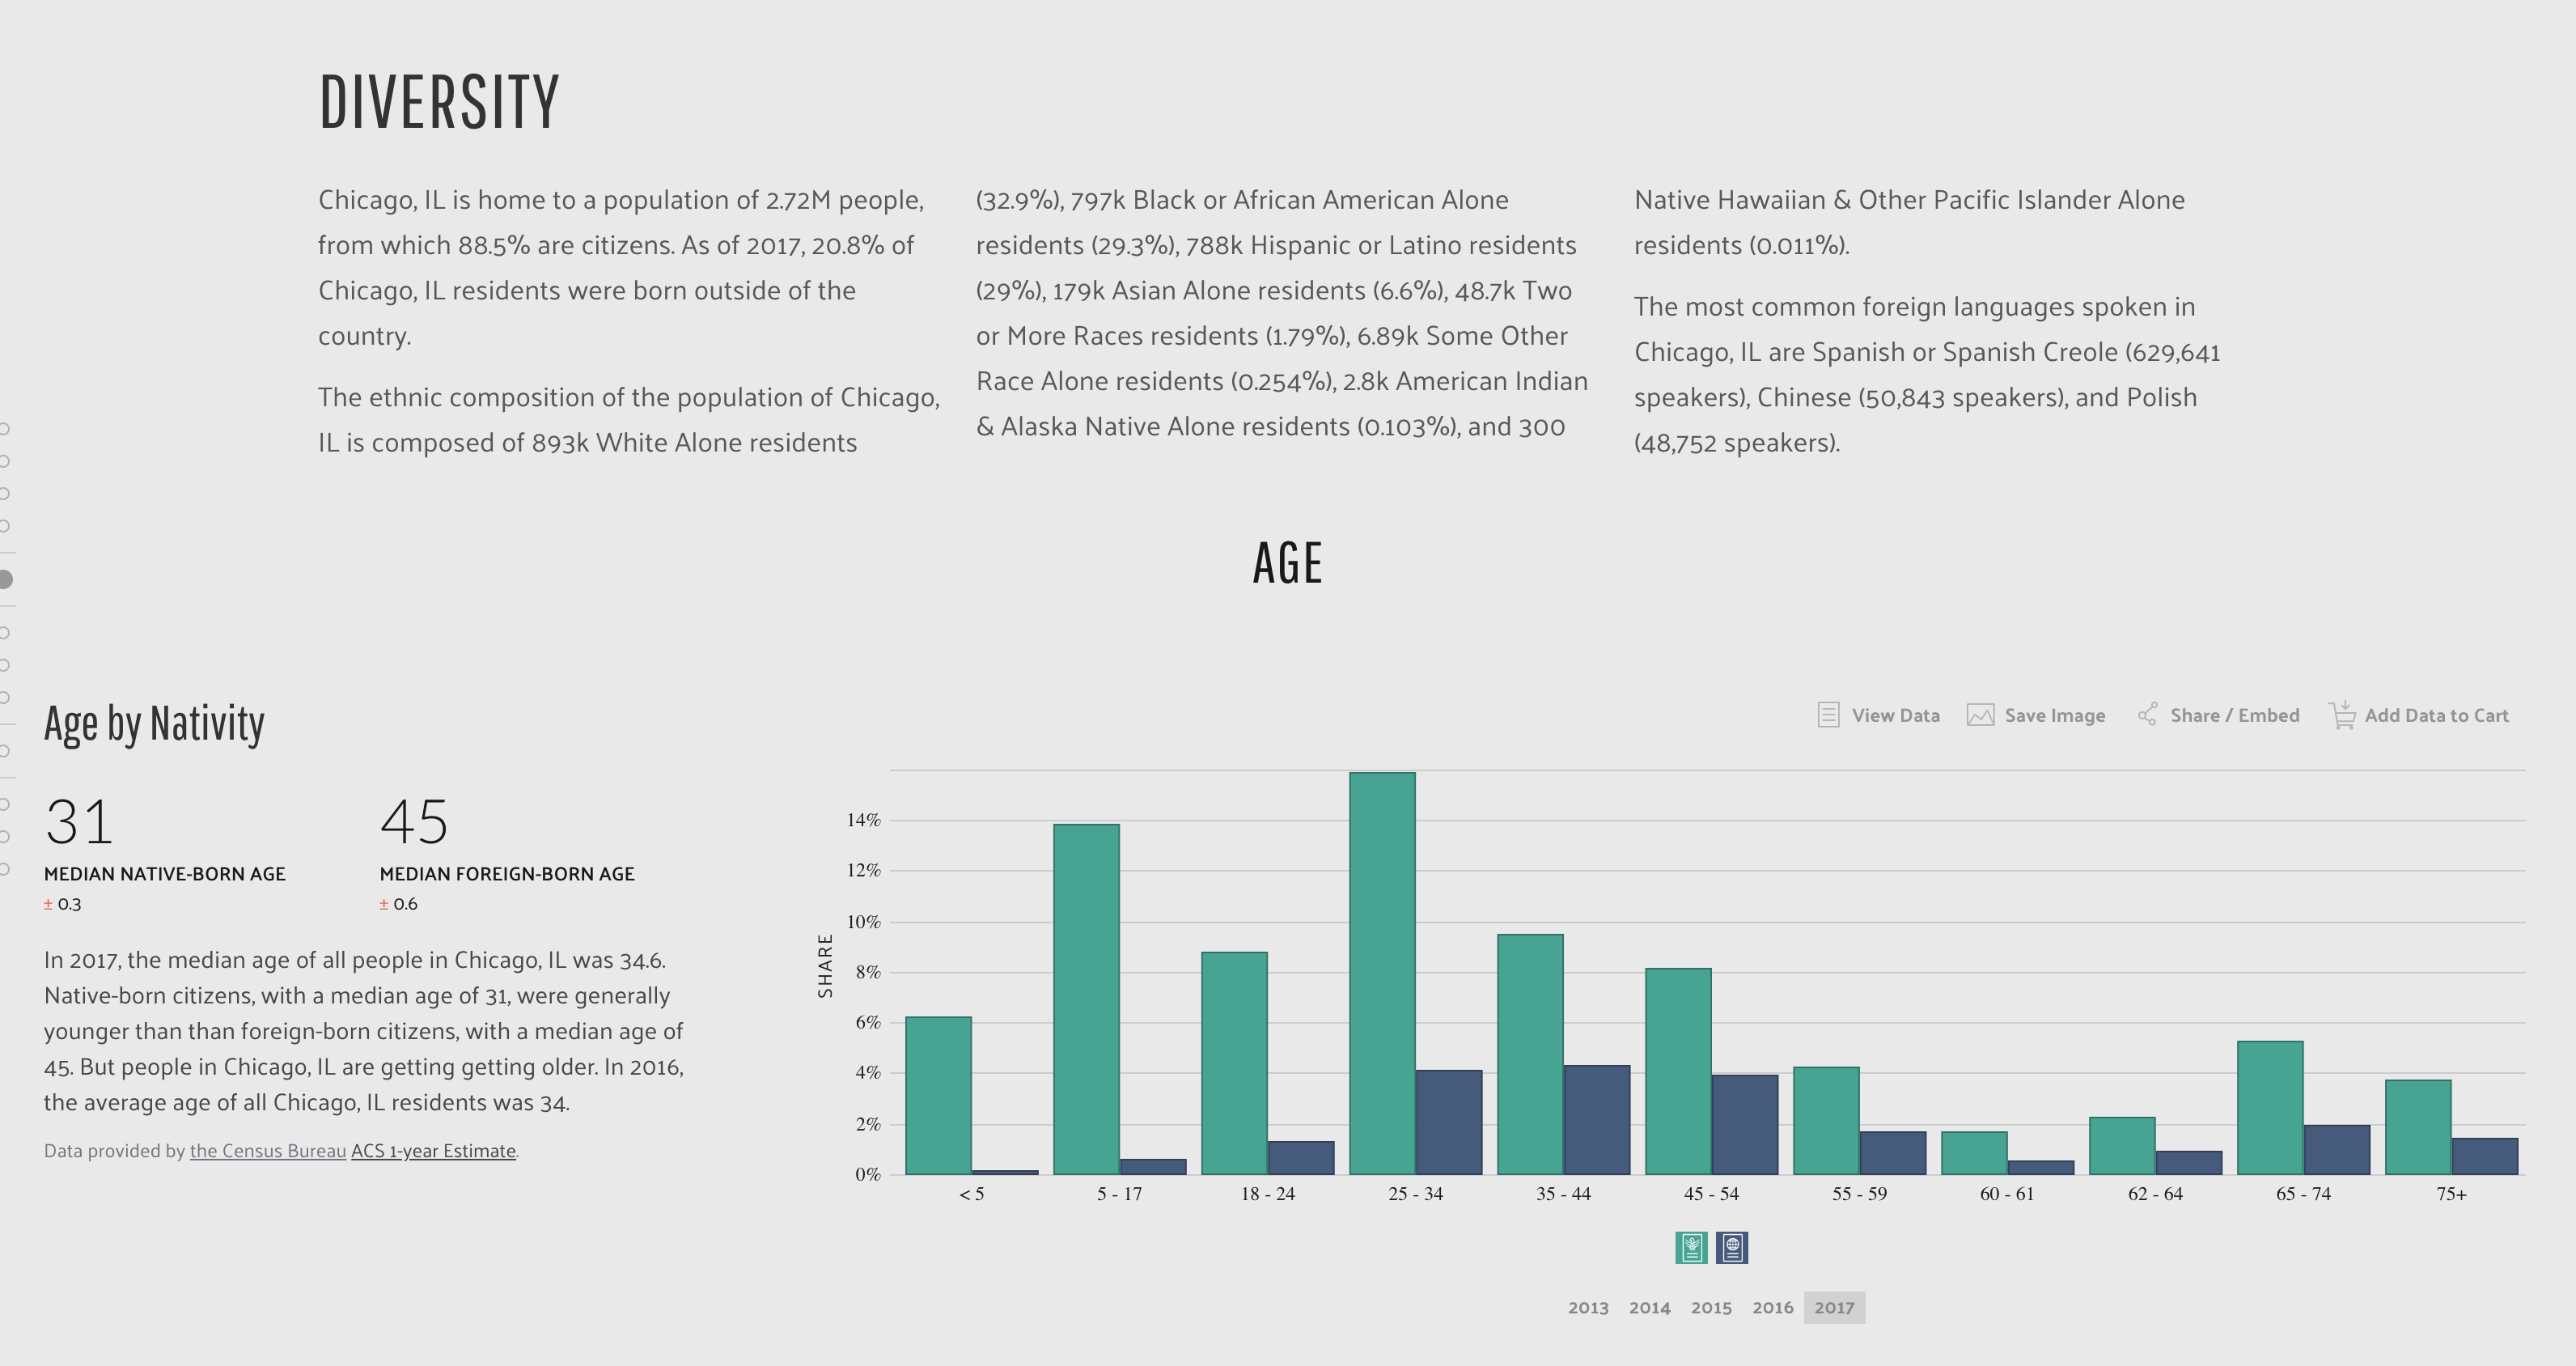 DIVERSITY
Chicago, IL is home to a population of 2.72M people,
from which 88.5% are citizens. As of 2017, 20.8% of
Chicago, IL residents were born outside of the
country.
The ethnic composition of the population of Chicago,
IL is composed of 893k White Alone residents
(32.9%), 797k Black or African American Alone
residents (29.3%), 788k Hispanic or Latino residents
(29%), 179k Asian Alone residents (6.6%), 48.7k Two
or More Races residents (1.79%), 6.89k Some Other
Race Alone residents (0.254%), 2.8k American Indian
& Alaska Native Alone residents (0.103%), and 300
Native Hawaiian & Other Pacific Islander Alone
residents (0.011%).
The most common foreign languages spoken in
Chicago, IL are Spanish or Spanish Creole (629,641
speakers), Chinese (50,843 speakers), and Polish
(48,752 speakers).
AGE
Age by Nativity
31
MEDIAN NATIVE-BORN AGE
± 0.3
45
MEDIAN FOREIGN-BORN AGE
± 0.6
In 2017, the median age of all people in Chicago, IL was 34.6.
Native-born citizens, with a median age of 31, were generally
younger than than foreign-born citizens, with a median age of
45. But people in Chicago, IL are getting getting older. In 2016,
the average age of all Chicago, IL residents was 34.
Data provided by the Census Bureau ACS 1-year Estimate.
View Data Save Image Share / Embed Add Data to Cart
SHARE
14%
12%
10%
8%
6%
4%
2%
0%
< 5 5 - 17 18 - 24 25 - 34 35 - 44 45 - 54 55 - 59 60 - 61 62 - 64 65 - 74 75+
2013 2014 2015 2016 2017